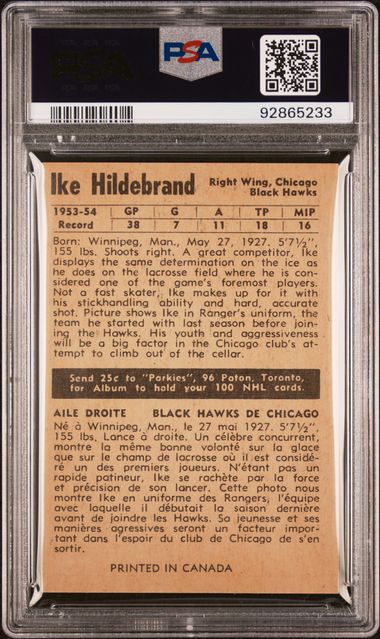 PSA
PSA
92865233
Ike Hildebrand
Right Wing, Chicago
Black Hawks
1953-54 GP G A TP MIP
Record 38 7 11 18 16
Born: Winnipeg, Man., May 27, 1927. 5'7½",
155 lbs. Shoots right. A great competitor, Ike
displays the same determination on the ice as
he does on the lacrosse field where he is con-
sidered one of the game's foremost players.
Not a fast skater, Ike makes up for it with
his stickhandling ability and hard, accurate
shot. Picture shows Ike in Ranger's uniform, the
team he started with last season before join-
ing the Hawks. His youth and aggressiveness
will be a big factor in the Chicago club's at-
tempt to climb out of the cellar.
Send 25c to "Parkies", 96 Paton, Toronto,
for Album to hold your 100 NHL cards.
AILE DROITE BLACK HAWKS DE CHICAGO
Né à Winnipeg, Man., le 27 mai 1927. 5'7½",
155 lb. Lance à droite. Un célèbre concurrent,
montre la même bonne volonté sur la glace
que sur le champ de lacrosse où il est considé-
ré un des premiers joueurs. N'étant pas un
rapide patineur, Ike se rachète par la force
et précision de son lancer. Cette photo nous
montre Ike en uniforme des Rangers, l'équipe
avec laquelle il débutait la saison dernière
avant de joindre les Hawks. Sa jeunesse et ses
manières agressives seront un facteur impor-
tant dans l'espoir du club de Chicago de s'en
sortir.
PRINTED IN CANADA